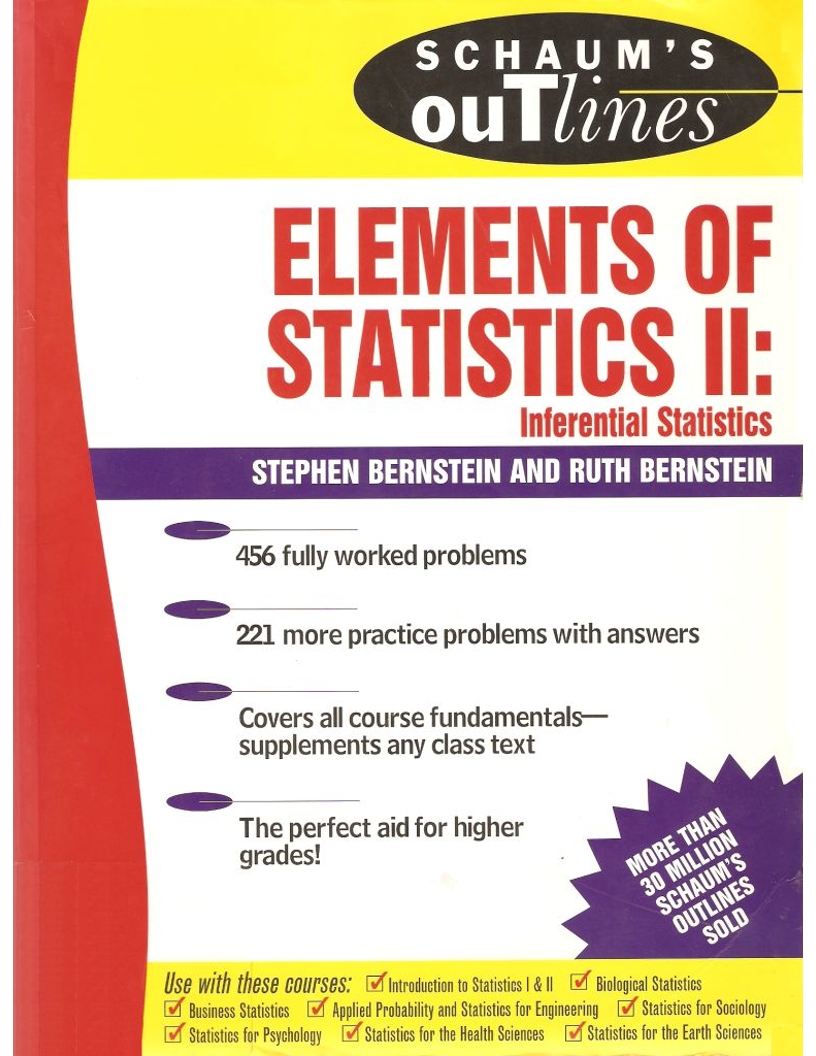 SCHAUM'S
ouTlines
ELEMENTS OF
STATISTICS II:
Inferential Statistics
STEPHEN BERNSTEIN AND RUTH BERNSTEIN
456 fully worked problems
221 more practice problems with answers
Covers all course fundamentals—
supplements any class text
The perfect aid for higher
grades!
MORE THAN
30 MILLION
SCHAUM'S
OUTLINES
SOLD
Use with these courses: Introduction to Statistics I & II Biological Statistics
Business Statistics Applied Probability and Statistics for Engineering Statistics for Sociology
Statistics for Psychology Statistics for the Health Sciences Statistics for the Earth Sciences